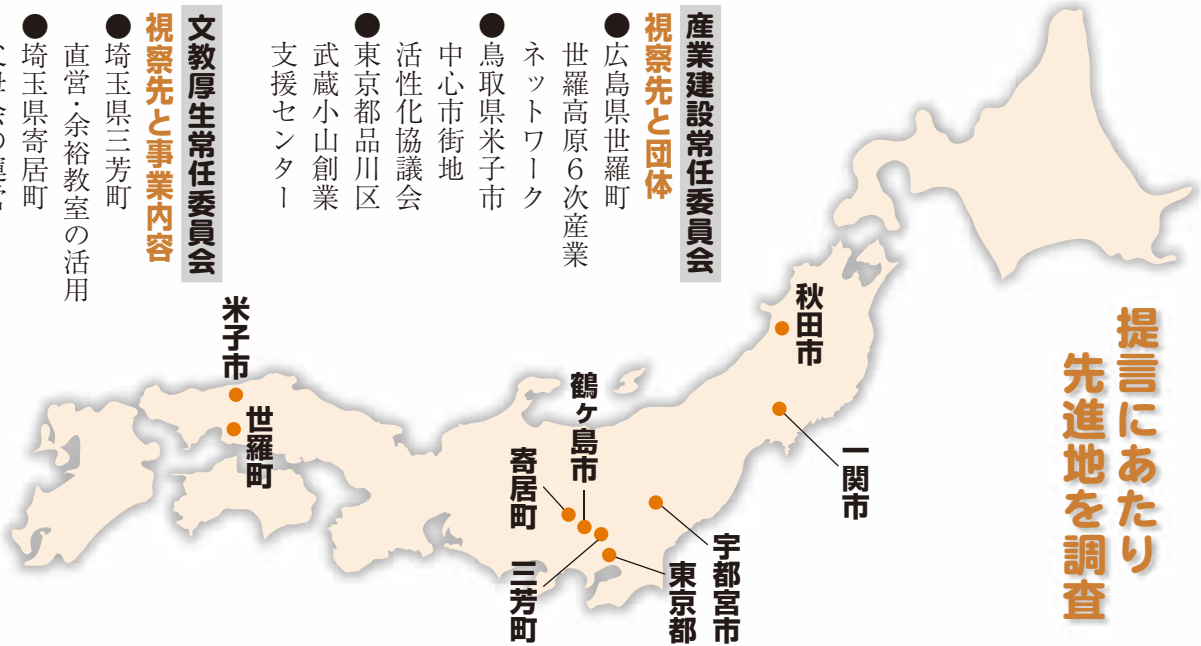 提言にあたり
先進地を調査
産業建設常任委員会
視察先と団体
●広島県世羅町
世羅高原6次産業
ネットワーク
●鳥取県米子市
中心市街地
活性化協議会
●東京都品川区
武蔵小山創業
支援センター
文教厚生常任委員会
視察先と事業内容
●埼玉県三芳町
直営・余裕教室の活用
●埼玉県寄居町
秋田市
一関市
宇都宮市
東京都
鶴ヶ島市
三芳町
寄居町
米子市
世羅町